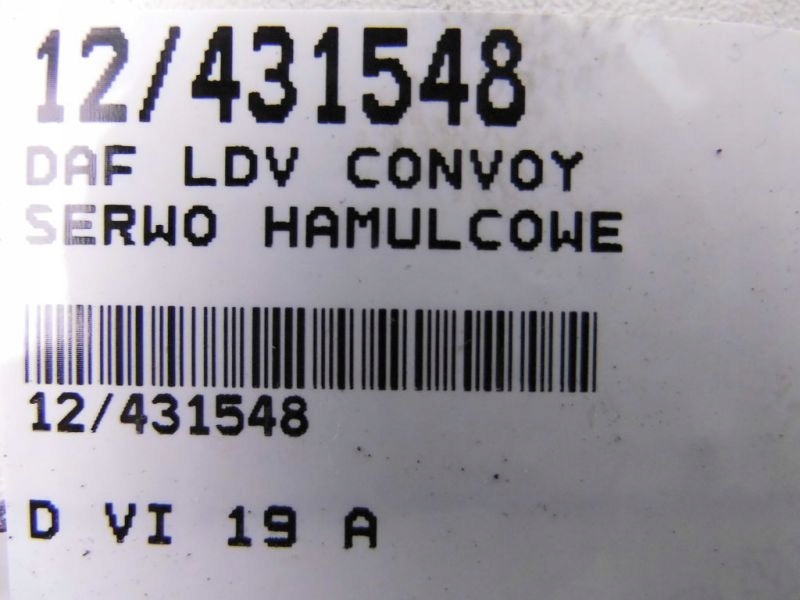 12/431548
DAF LDV CONVOY
SERWO HAMULCOWE
12/431548
D VI 19 A